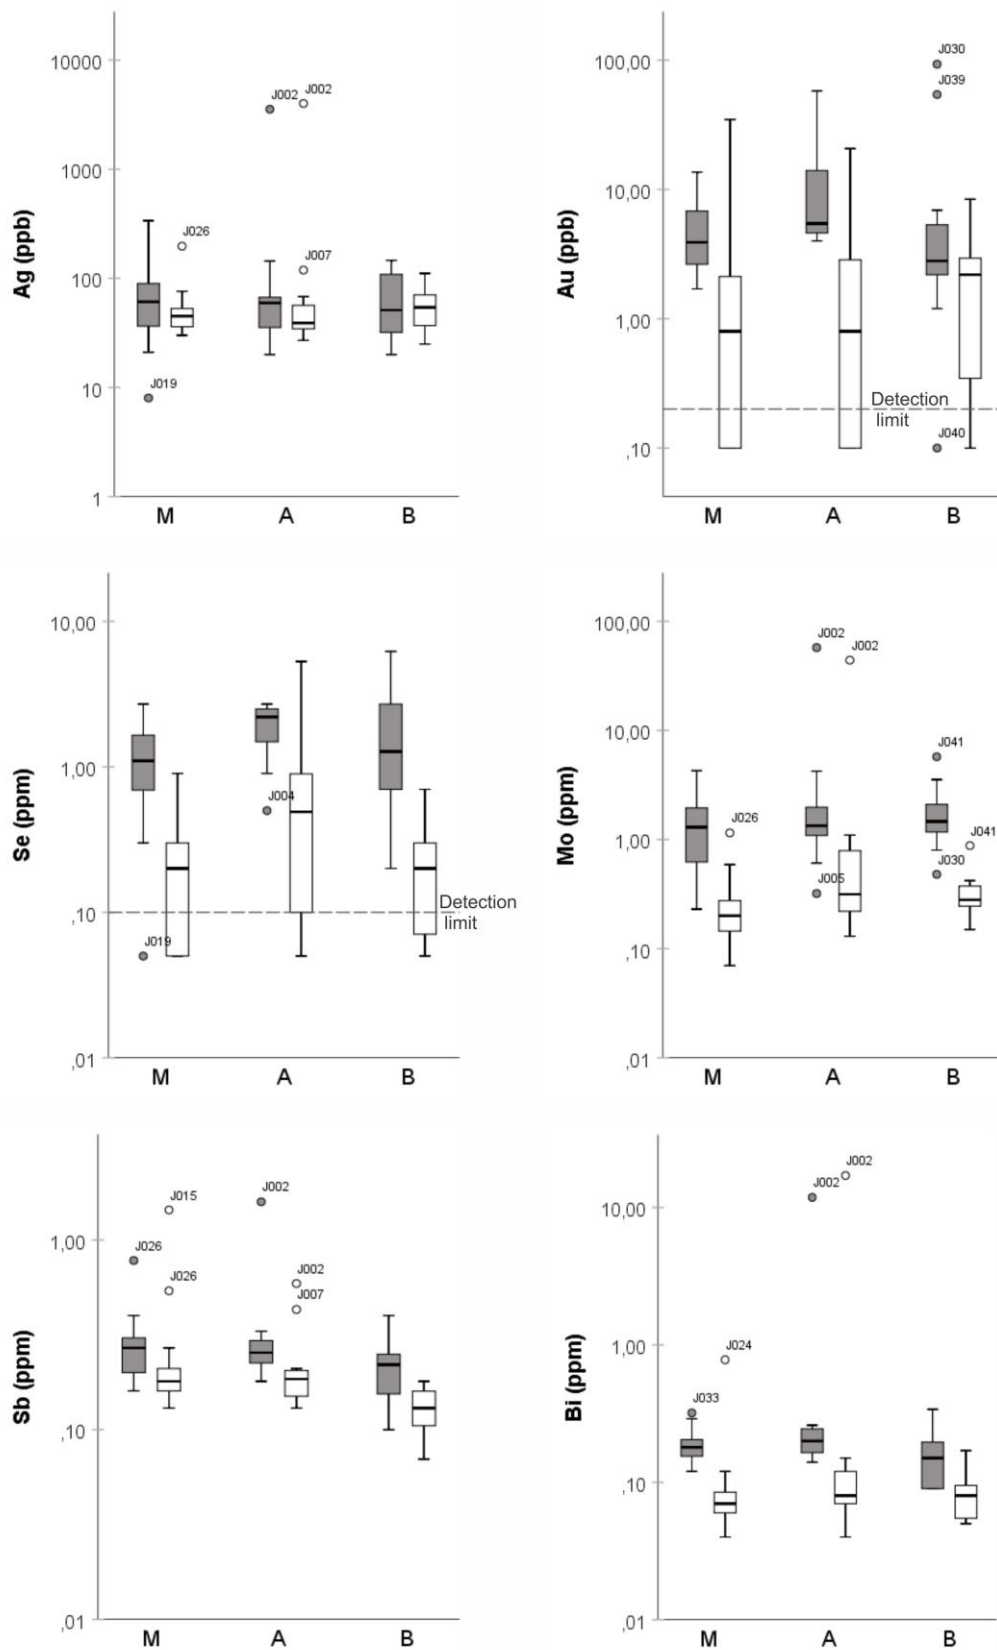 Ag (ppb)
10000
1000
100
10
1
J002
J002
J026
J007
J019
M
A
B
Au (ppb)
100,00
10,00
1,00
,10
J030
J039
Detection
limit
J040
M
A
B
Se (ppm)
10,00
1,00
,10
,01
J004
J019
Detection
limit
M
A
B
Mo (ppm)
100,00
10,00
1,00
,10
,01
J002
J002
J041
J026
J041
J005
J030
M
A
B
Sb (ppm)
1,00
,10
,01
J015
J002
J026
J026
J002
J007
M
A
B
Bi (ppm)
10,00
1,00
,10
,01
J002
J002
J024
J033
M
A
B